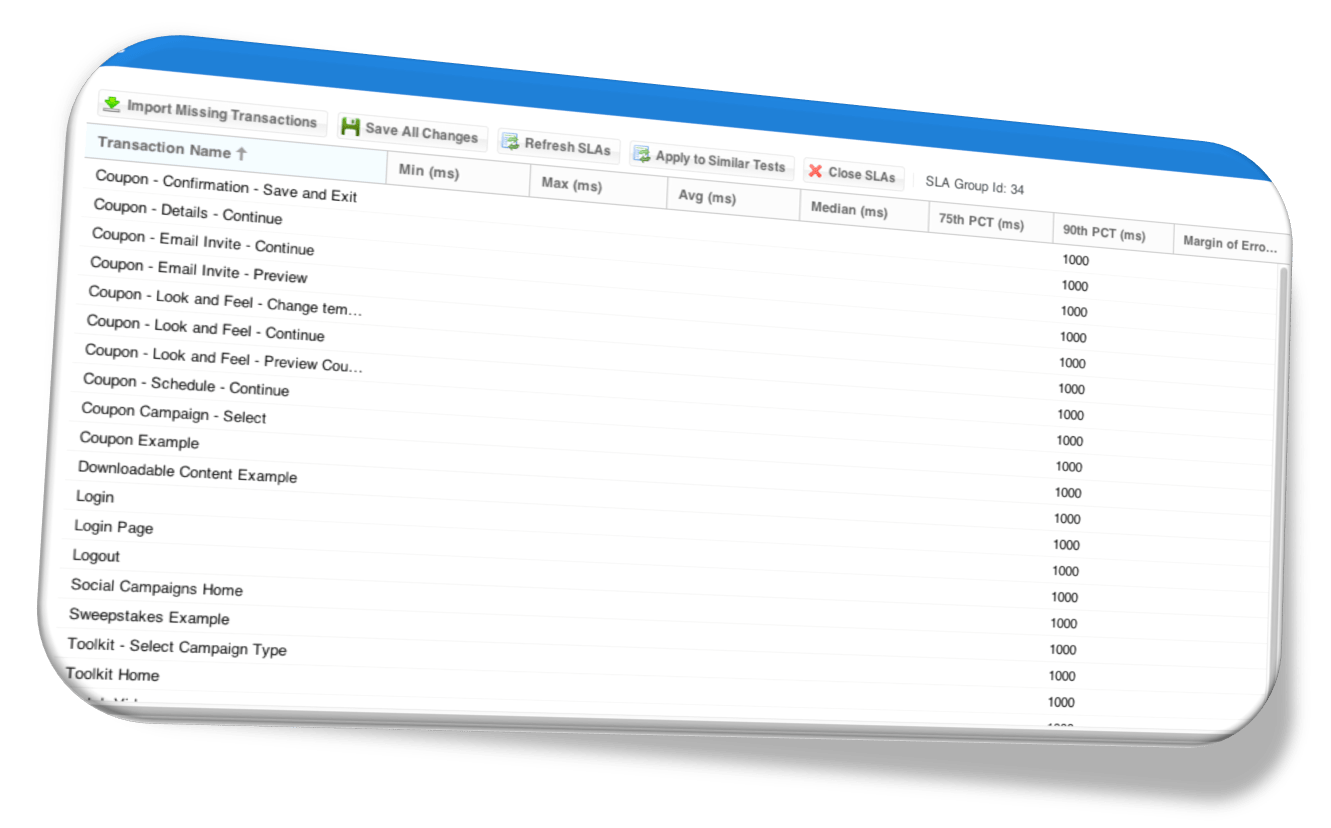 Import Missing Transactions Save All Changes Refresh SLAs Apply to Similar Tests Close SLAs SLA Group Id: 34
Transaction Name Min (ms) Max (ms) Avg (ms) Median (ms) 75th PCT (ms) 90th PCT (ms) Margin of Erro...
Coupon - Confirmation - Save and Exit 1000
Coupon - Details - Continue 1000
Coupon - Email Invite - Continue 1000
Coupon - Email Invite - Preview 1000
Coupon - Look and Feel - Change tem... 1000
Coupon - Look and Feel - Continue 1000
Coupon - Look and Feel - Preview Cou... 1000
Coupon - Schedule - Continue 1000
Coupon Campaign - Select 1000
Coupon Example 1000
Downloadable Content Example 1000
Login 1000
Login Page 1000
Logout 1000
Social Campaigns Home 1000
Sweepstakes Example 1000
Toolkit - Select Campaign Type 1000
Toolkit Home 1000
1000